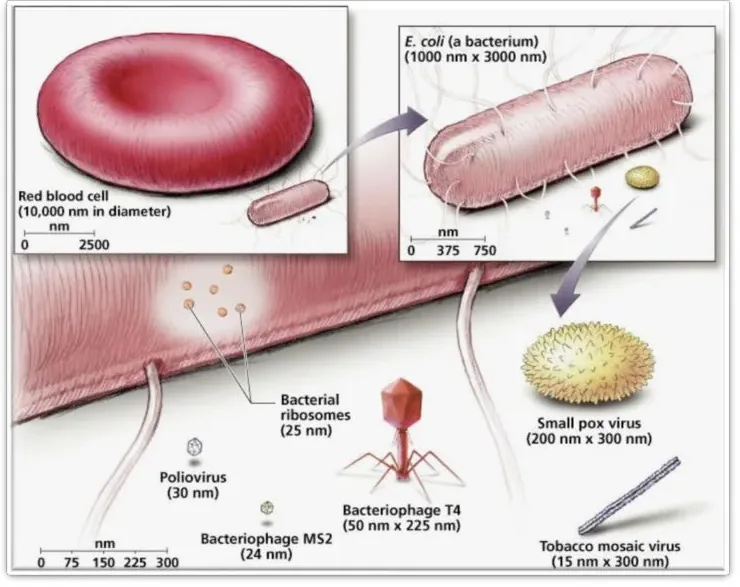 Red blood cell
(10,000 nm in diameter)
nm
0 2500
E. coli (a bacterium)
(1000 nm x 3000 nm)
nm
0 375 750
Bacterial
ribosomes
(25 nm)
Small pox virus
(200 nm x 300 nm)
Poliovirus
(30 nm)
Bacteriophage T4
(50 nm x 225 nm)
Bacteriophage MS2
(24 nm)
Tobacco mosaic virus
(15 nm x 300 nm)
nm
0 75 150 225 300